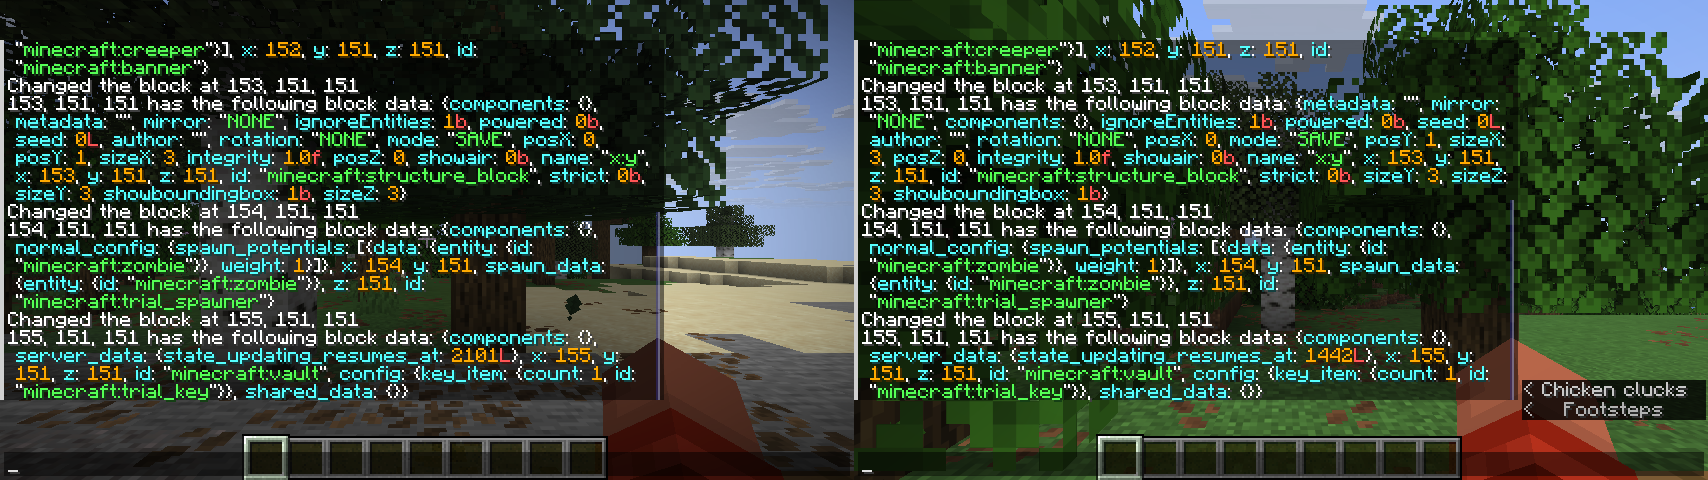 "minecraft:creeper"}], x: 152, y: 151, z: 151, id:
"minecraft:banner"}
Changed the block at 153, 151, 151
153, 151, 151 has the following block data: {components: {},
metadata: "", mirror: "NONE", ignoreEntities: 1b, powered: 0b,
seed: 0L, author: "", rotation: "NONE", mode: "SAVE", posX: 0,
posY: 1, sizeX: 3, integrity: 1.0f, posZ: 0, showair: 0b, name: "x:y",
x: 153, y: 151, z: 151, id: "minecraft:structure_block", strict: 0b,
sizeY: 3, showboundingbox: 1b, sizeZ: 3}
Changed the block at 154, 151, 151
154, 151, 151 has the following block data: {components: {},
normal_config: {spawn_potentials: [{data: {entity: {id:
"minecraft:zombie"}}, weight: 1}]}, x: 154, y: 151, spawn_data:
{entity: {id: "minecraft:zombie"}}, z: 151, id:
"minecraft:trial_spawner"}
Changed the block at 155, 151, 151
155, 151, 151 has the following block data: {components: {},
server_data: {state_updating_resumes_at: 2101L}, x: 155, y:
151, z: 151, id: "minecraft:vault", config: {key_item: {count: 1, id:
"minecraft:trial_key"}}, shared_data: {}}
_
"minecraft:creeper"}], x: 152, y: 151, z: 151, id:
"minecraft:banner"}
Changed the block at 153, 151, 151
153, 151, 151 has the following block data: {metadata: "", mirror:
"NONE", components: {}, ignoreEntities: 1b, powered: 0b, seed: 0L,
author: "", rotation: "NONE", posX: 0, mode: "SAVE", posY: 1, sizeX:
3, posZ: 0, integrity: 1.0f, showair: 0b, name: "x:y", x: 153, y: 151,
z: 151, id: "minecraft:structure_block", strict: 0b, sizeY: 3, sizeZ:
3, showboundingbox: 1b}
Changed the block at 154, 151, 151
154, 151, 151 has the following block data: {components: {},
normal_config: {spawn_potentials: [{data: {entity: {id:
"minecraft:zombie"}}, weight: 1}]}, x: 154, y: 151, spawn_data:
{entity: {id: "minecraft:zombie"}}, z: 151, id:
"minecraft:trial_spawner"}
Changed the block at 155, 151, 151
155, 151, 151 has the following block data: {components: {},
server_data: {state_updating_resumes_at: 1442L}, x: 155, y:
151, z: 151, id: "minecraft:vault", config: {key_item: {count: 1, id:
"minecraft:trial_key"}}, shared_data: {}}
< Chicken clucks
< Footsteps
_